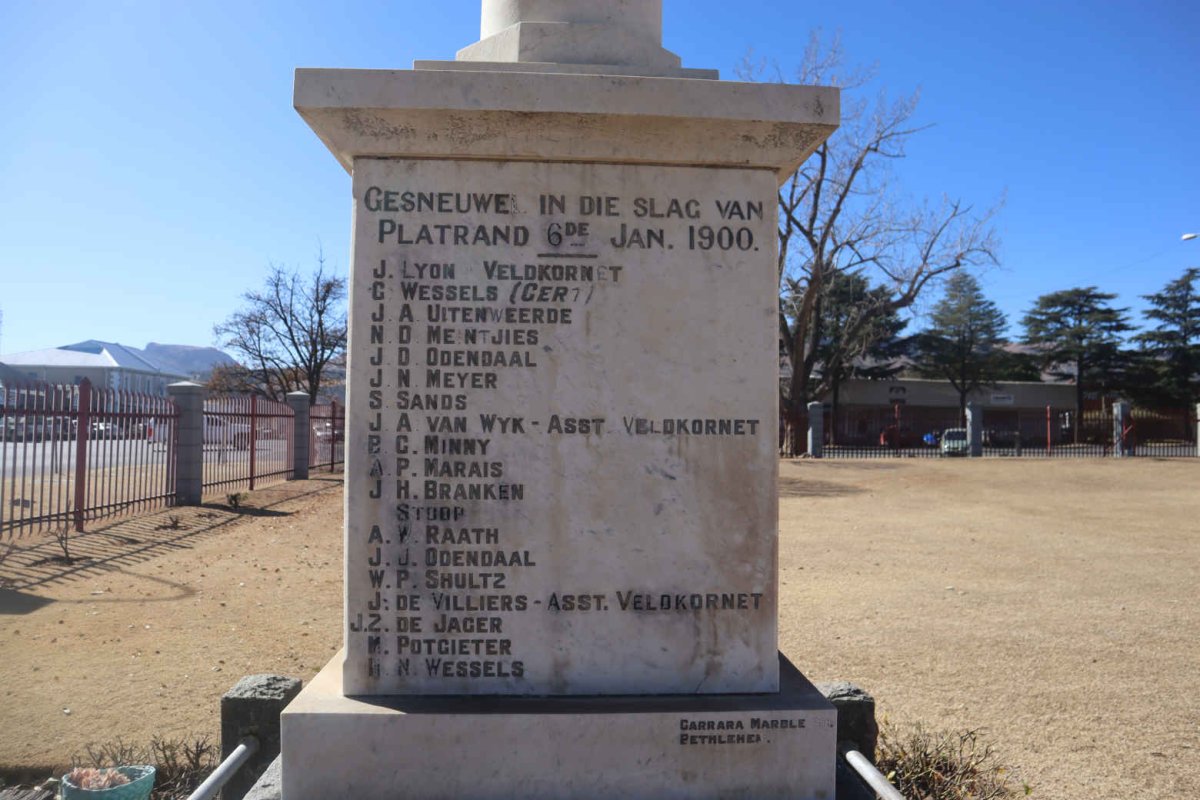 GESNEUWEL IN DIE SLAG VAN
PLATRAND 6DE JAN. 1900.
J. LYON VELDKORNET
C. WESSELS (GERT)
J. A. UITENWEERDE
N. D. MEINTJIES
J. D. ODENDAAL
J. N. MEYER
S. SANDS
J. A. VAN WYK - ASST. VELDKORNET
B. C. MINNY
A. P. MARAIS
J H. BRANKEN
STOOP
A. W. RAATH
J. J. ODENDAAL
W. P. SHULTZ
J. DE VILLIERS - ASST. VELDKORNET
J.Z. DE JAGER
M. POTGIETER
H. N. WESSELS
CARRARA MARBLE
BETHLEHEM.